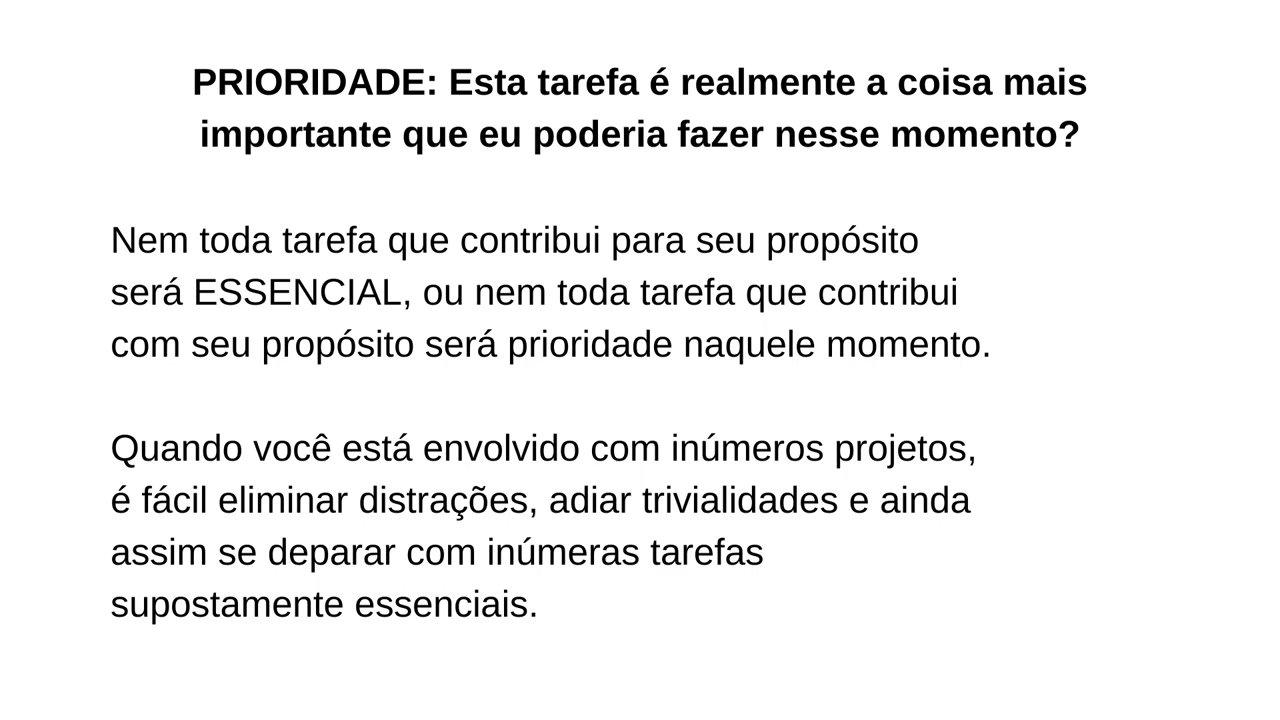 PRIORIDADE: Esta tarefa é realmente a coisa mais
importante que eu poderia fazer nesse momento?
Nem toda tarefa que contribui para seu propósito
será ESSENCIAL, ou nem toda tarefa que contribui
com seu propósito será prioridade naquele momento.
Quando você está envolvido com inúmeros projetos,
é fácil eliminar distrações, adiar trivialidades e ainda
assim se deparar com inúmeras tarefas
supostamente essenciais.